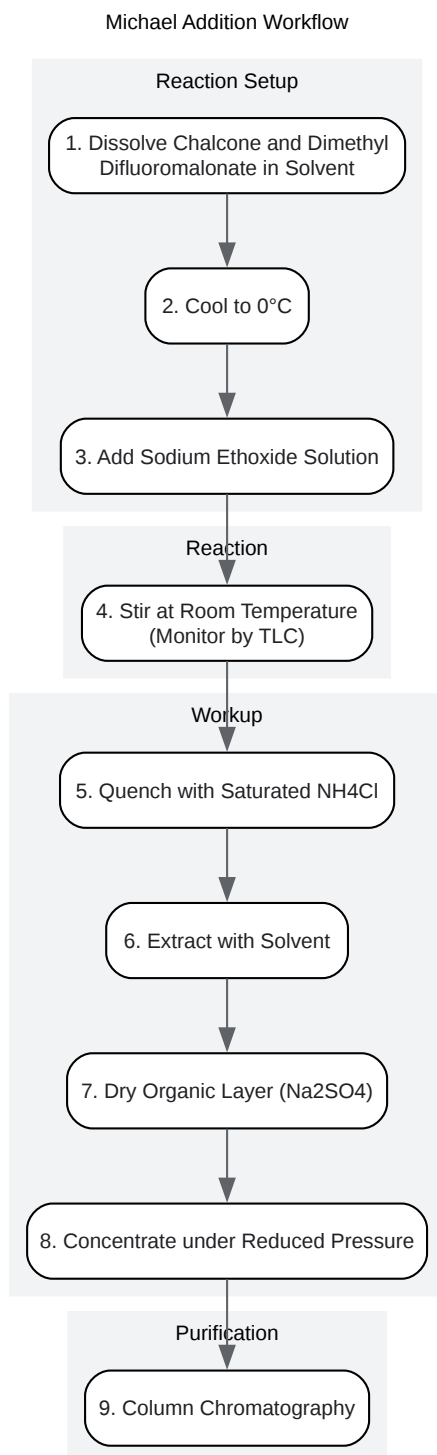 Michael Addition Workflow
Reaction Setup
1. Dissolve Chalcone and Dimethyl
Difluoromalonate in Solvent
2. Cool to 0°C
3. Add Sodium Ethoxide Solution
Reaction
4. Stir at Room Temperature
(Monitor by TLC)
Workup
5. Quench with Saturated NH4Cl
6. Extract with Solvent
7. Dry Organic Layer (Na2SO4)
8. Concentrate under Reduced Pressure
Purification
9. Column Chromatography